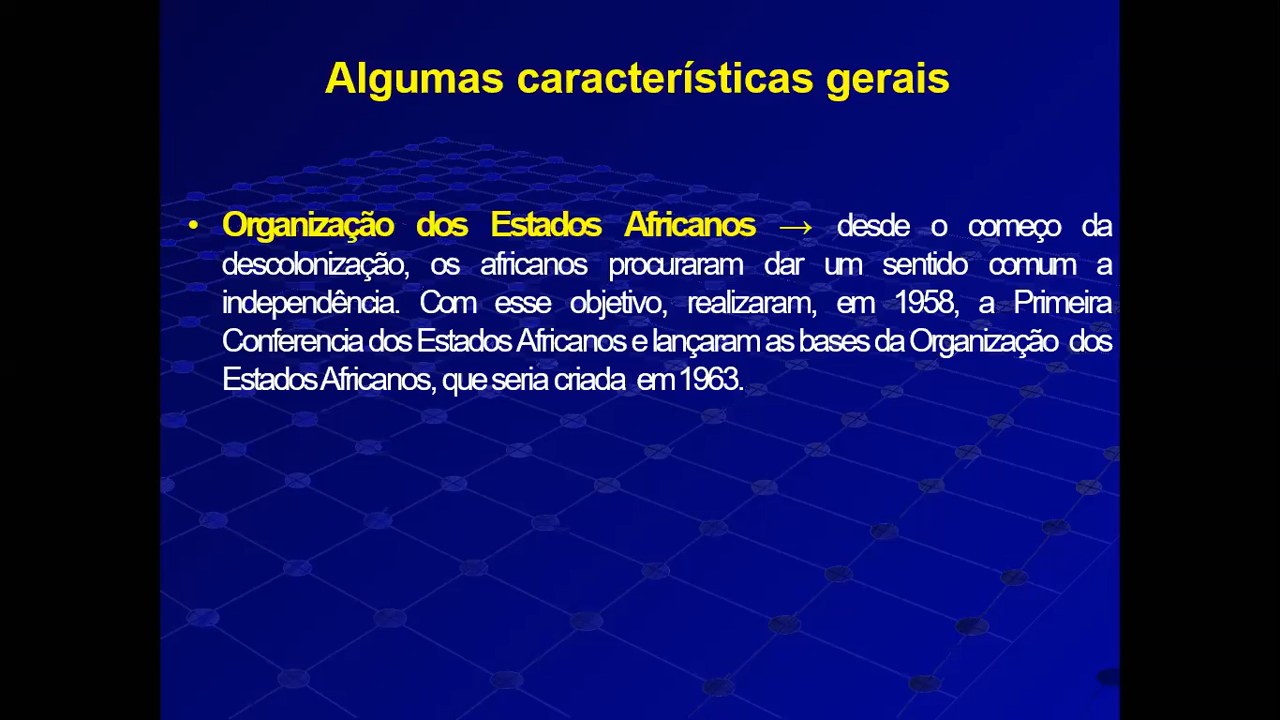 Algumas características gerais
• Organização dos Estados Africanos → desde o começo da
descolonização, os africanos procuraram dar um sentido comum a
independência. Com esse objetivo, realizaram, em 1958, a Primeira
Conferencia dos Estados Africanos e lançaram as bases da Organização dos
Estados Africanos, que seria criada em 1963.